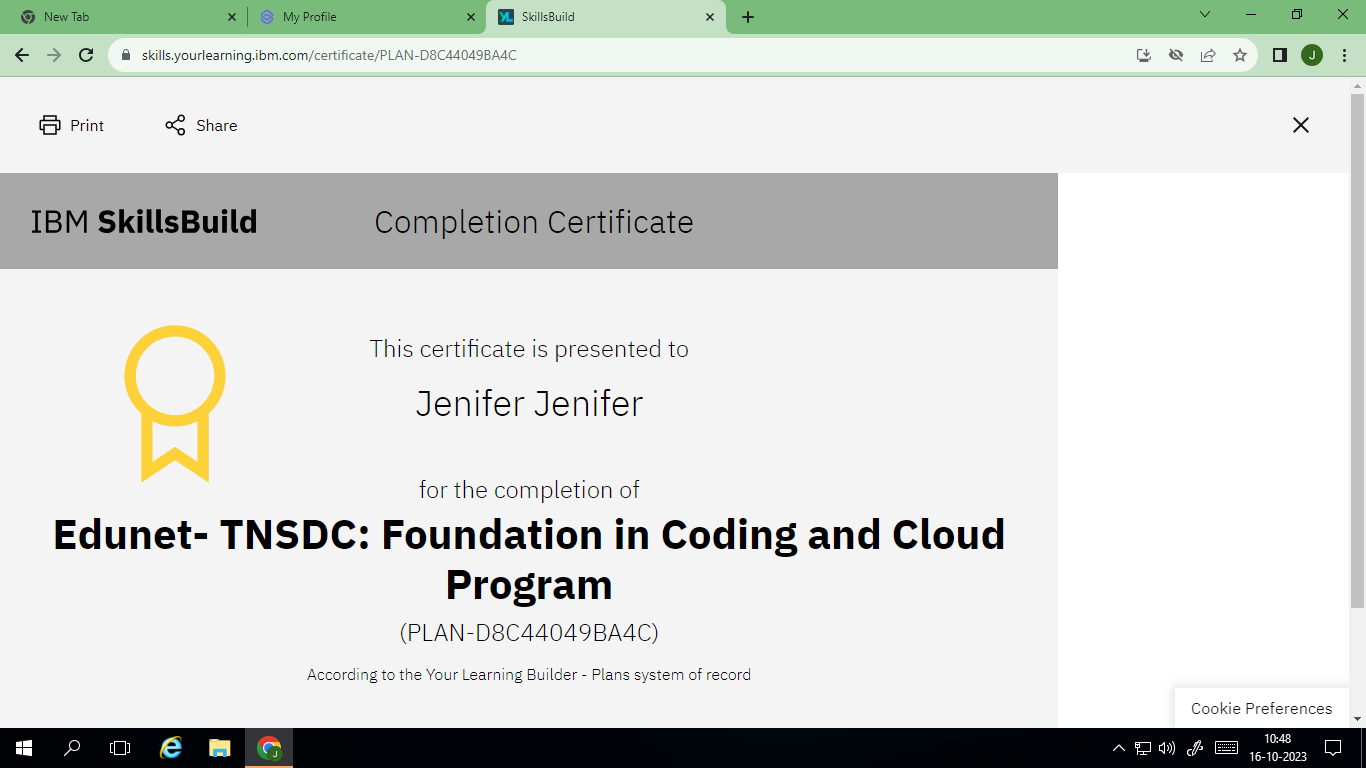 New Tab
My Profile
SkillsBuild
skills.yourlearning.ibm.com/certificate/PLAN-D8C44049BA4C
J
Print
Share
IBM SkillsBuild
Completion Certificate
This certificate is presented to
Jenifer Jenifer
for the completion of
Edunet- TNSDC: Foundation in Coding and Cloud
Program
(PLAN-D8C44049BA4C)
According to the Your Learning Builder - Plans system of record
Cookie Preferences
J
10:48
16-10-2023